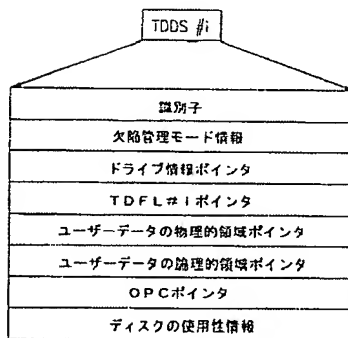 TDDS #i
識別子
欠陥管理モード情報
ドライブ情報ポインタ
TDFL#iポインタ
ユーザーデータの物理的領域ポインタ
ユーザーデータの論理的領域ポインタ
OPCポインタ
ディスクの使用性情報